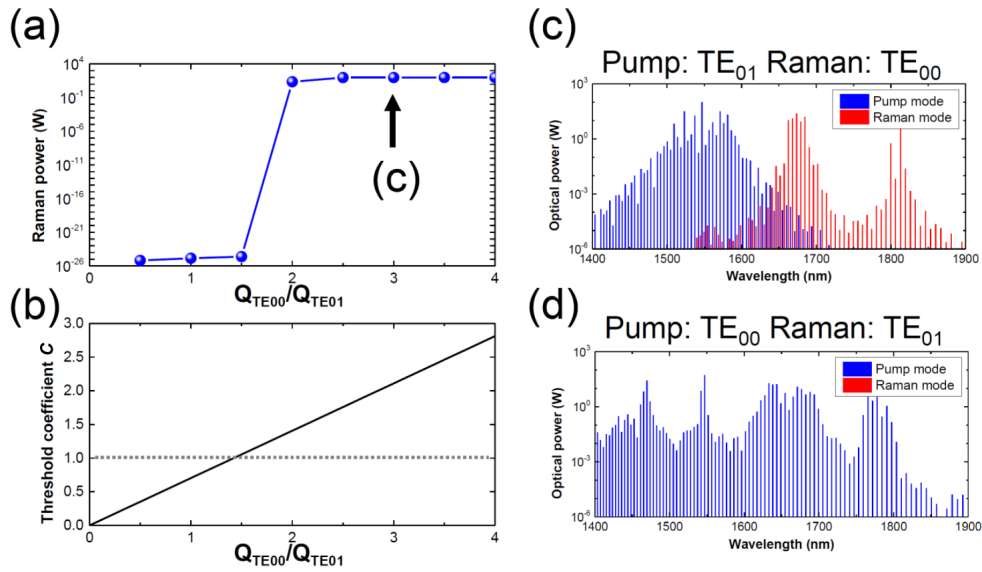 (a)
Raman power (W)
10^4
10^-1
10^-6
10^-11
10^-16
10^-21
10^-26
(c)
0 1 2 3 4
Q_TE00/Q_TE01
(b)
Threshold coefficient C
3.0
2.5
2.0
1.5
1.0
0.5
0.0
0 1 2 3 4
Q_TE00/Q_TE01
(c)
Pump: TE_01 Raman: TE_00
Optical power (W)
10^3
10^0
10^-3
10^-6
Pump mode
Raman mode
1400 1500 1600 1700 1800 1900
Wavelength (nm)
(d)
Pump: TE_00 Raman: TE_01
Optical power (W)
10^3
10^0
10^-3
10^-6
Pump mode
Raman mode
1400 1500 1600 1700 1800 1900
Wavelength (nm)